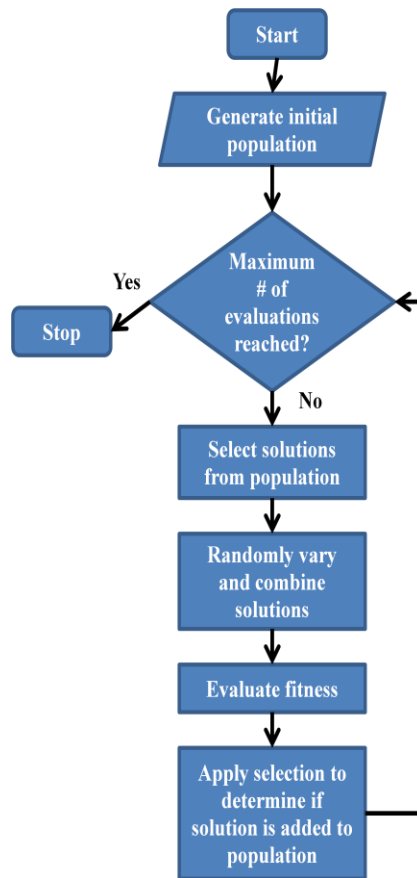 Start
Generate initial
population
Maximum
# of
evaluations
reached?
Yes
Stop
No
Select solutions
from population
Randomly vary
and combine
solutions
Evaluate fitness
Apply selection to
determine if
solution is added to
population